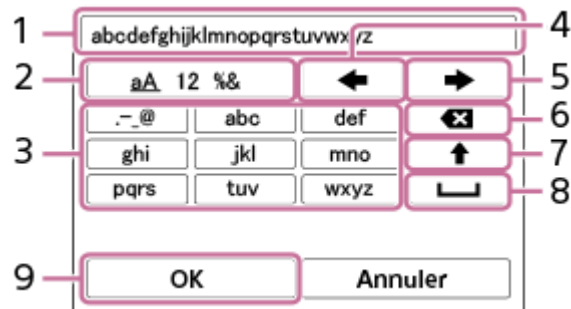 1 abcdefghijklmnopqrstuvwxyz 4
2 aA 12 %& 5
.-_@ abc def 6
3 ghi jkl mno 7
pqrs tuv wxyz 8
9 OK Annuler